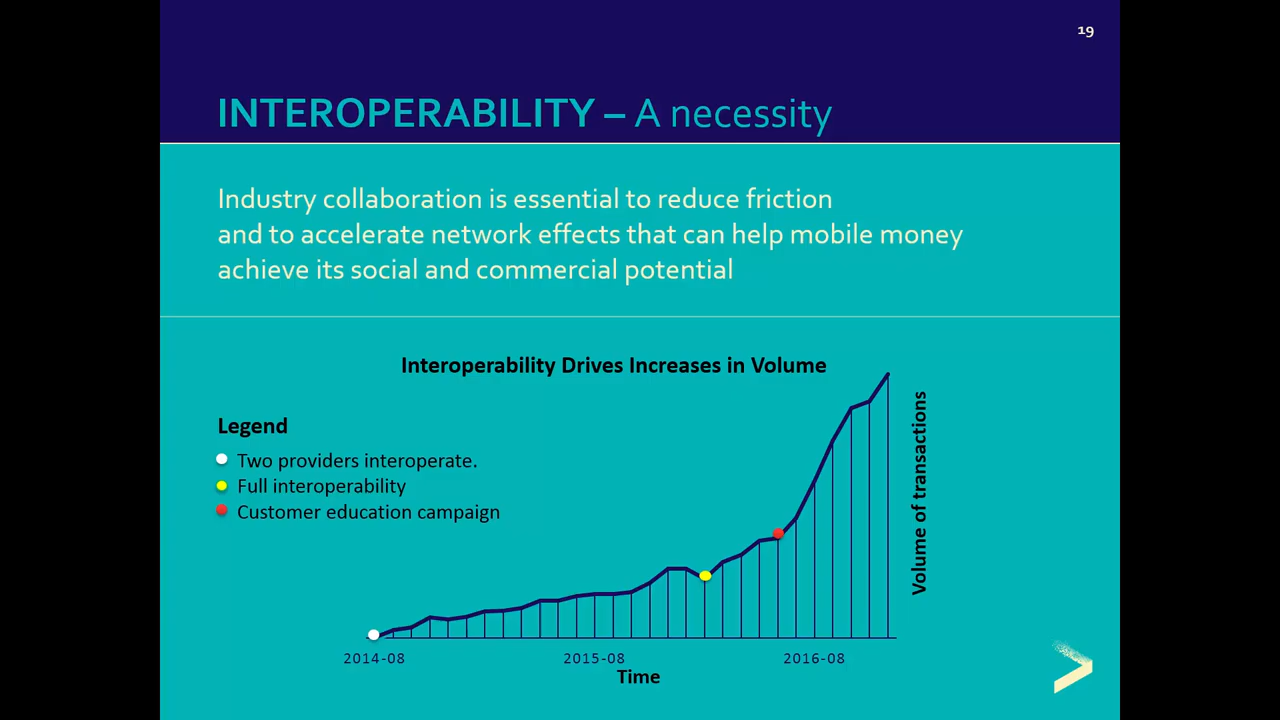 19
INTEROPERABILITY – A necessity
Industry collaboration is essential to reduce friction
and to accelerate network effects that can help mobile money
achieve its social and commercial potential
Interoperability Drives Increases in Volume
Legend
Two providers interoperate.
Full interoperability
Customer education campaign
Volume of transactions
2014-08 2015-08 2016-08
Time